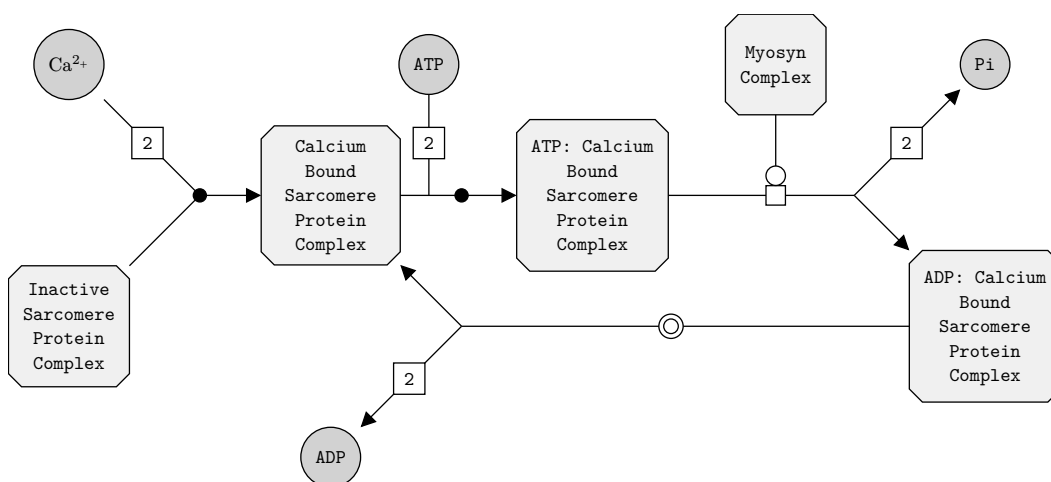 Ca²⁺
ATP
Myosyn
Complex
Pi
2
2
2
Calcium
Bound
Sarcomere
Protein
Complex
ATP: Calcium
Bound
Sarcomere
Protein
Complex
Inactive
Sarcomere
Protein
Complex
ADP: Calcium
Bound
Sarcomere
Protein
Complex
2
ADP